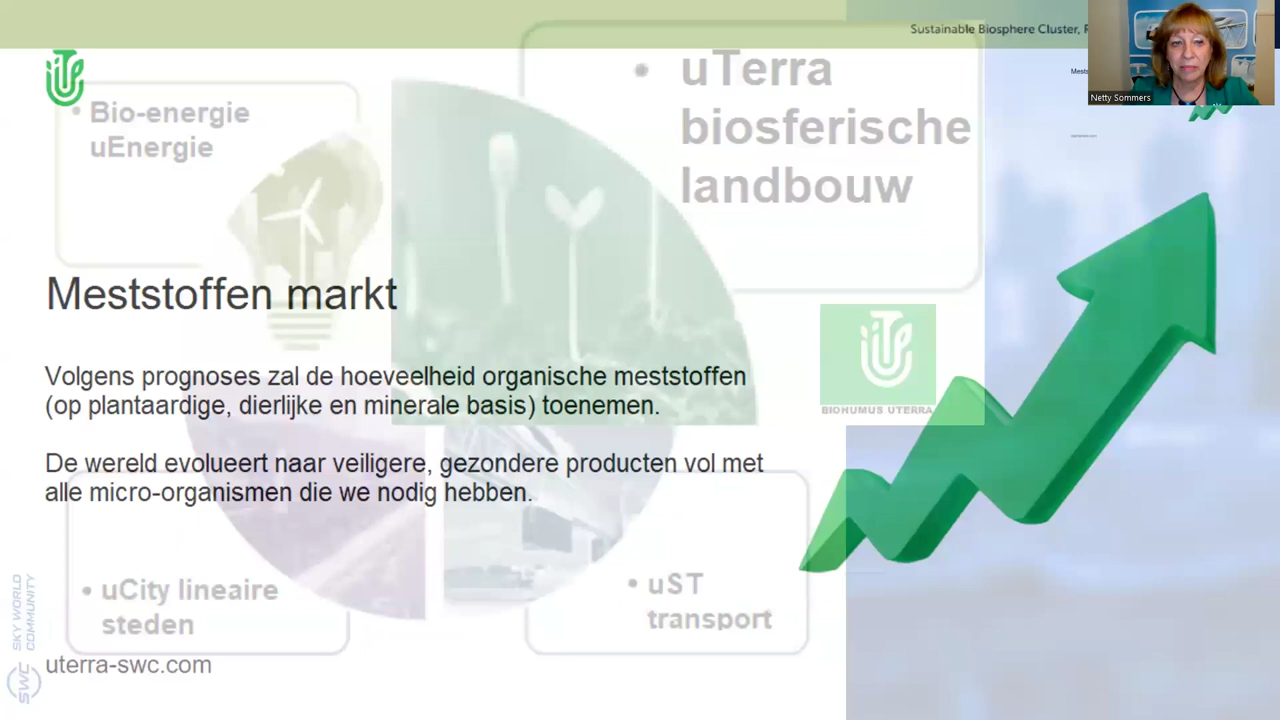 Sustainable Biosphere Cluster,
Netty Sommers
• Bio-energie
uEnergie
• uTerra
biosferische
landbouw
Meststoffen markt
Volgens prognoses zal de hoeveelheid organische meststoffen
(op plantaardige, dierlijke en minerale basis) toenemen.
De wereld evolueert naar veiligere, gezondere producten vol met
alle micro-organismen die we nodig hebben.
BIOHUMUS UTERRA
• uCity lineaire
steden
• uST
transport
uterra-swc.com
SWC SKY WORLD
COMMUNITY